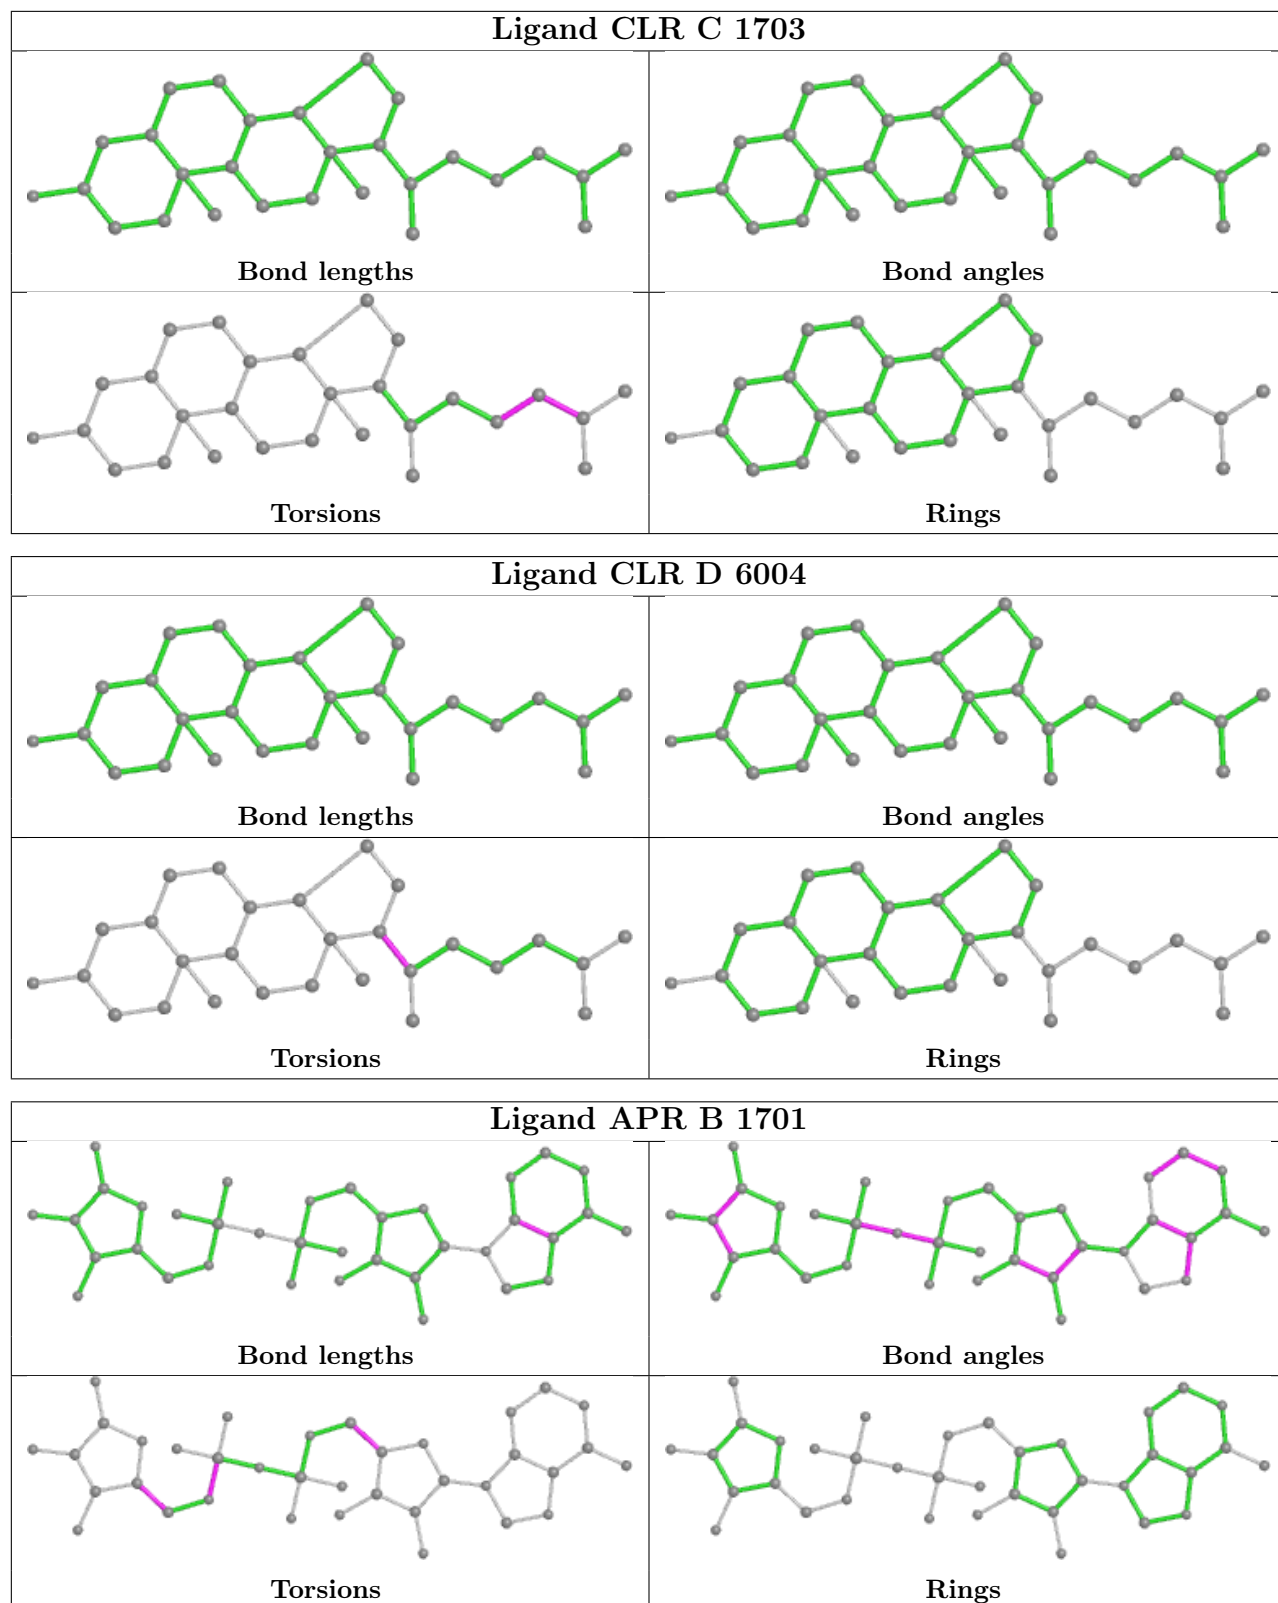 Ligand CLR C 1703
Bond lengths
Bond angles
Torsions
Rings
Ligand CLR D 6004
Bond lengths
Bond angles
Torsions
Rings
Ligand APR B 1701
Bond lengths
Bond angles
Torsions
Rings